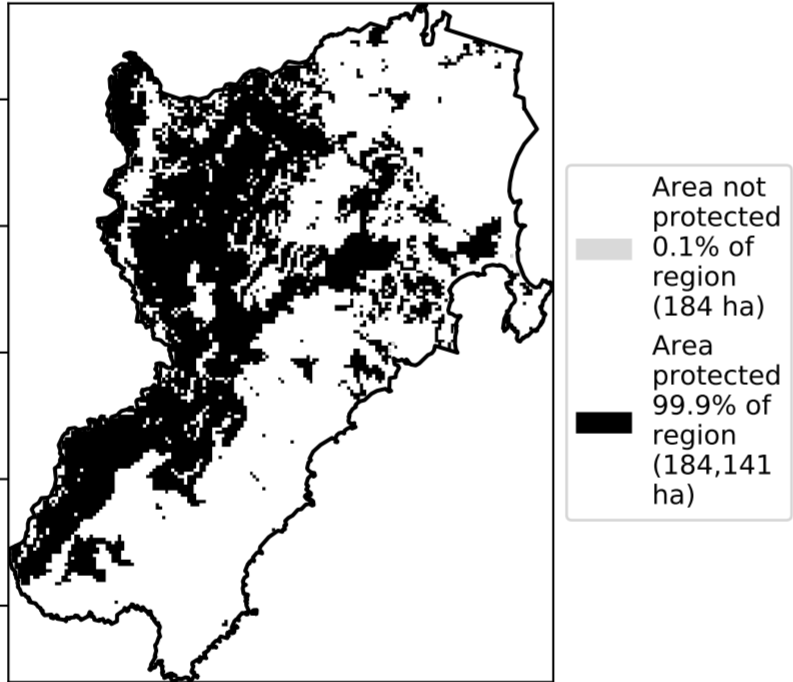 Area not
protected
0.1% of
region
(184 ha)
Area
protected
99.9% of
region
(184,141
ha)